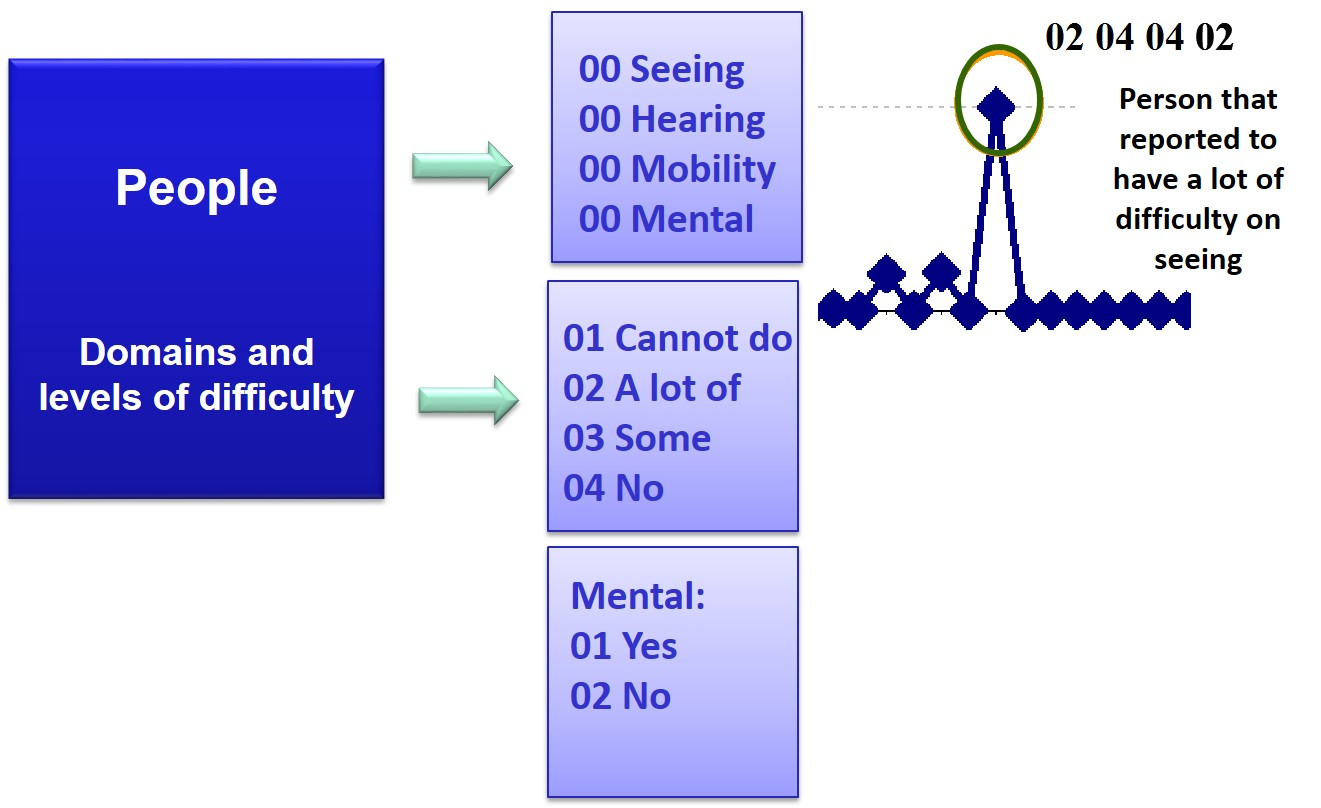 People
Domains and
levels of difficulty
00 Seeing
00 Hearing
00 Mobility
00 Mental
01 Cannot do
02 A lot of
03 Some
04 No
Mental:
01 Yes
02 No
02 04 04 02
Person that
reported to
have a lot of
difficulty on
seeing